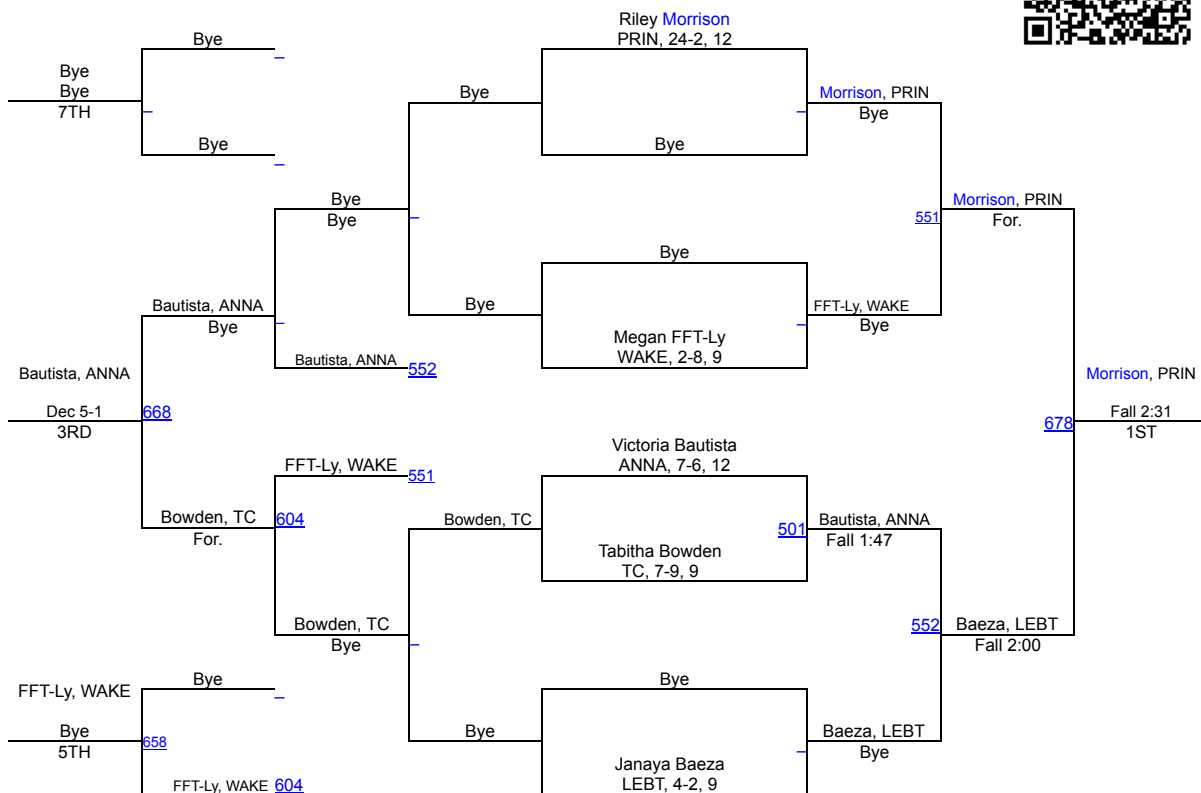 Riley Morrison
PRIN, 24-2, 12
Bye
Bye
Bye
7TH
Bye
Bye
Morrison, PRIN
Bye
Bye
Bye
Bye
Bye
551
Morrison, PRIN
For.
Bye
Bye
FFT-Ly, WAKE
Bye
Megan FFT-Ly
WAKE, 2-8, 9
Bautista, ANNA
Bye
Bautista, ANNA
552
Bautista, ANNA
Dec 5-1
3RD
668
Morrison, PRIN
Fall 2:31
1ST
678
Victoria Bautista
ANNA, 7-6, 12
FFT-Ly, WAKE
551
Bowden, TC
For.
604
Bowden, TC
501
Bautista, ANNA
Fall 1:47
Tabitha Bowden
TC, 7-9, 9
Bowden, TC
Bye
552
Baeza, LEBT
Fall 2:00
Bye
Bye
FFT-Ly, WAKE
Bye
5TH
658
Bye
Baeza, LEBT
Bye
Janaya Baeza
LEBT, 4-2, 9
FFT-Ly, WAKE
604